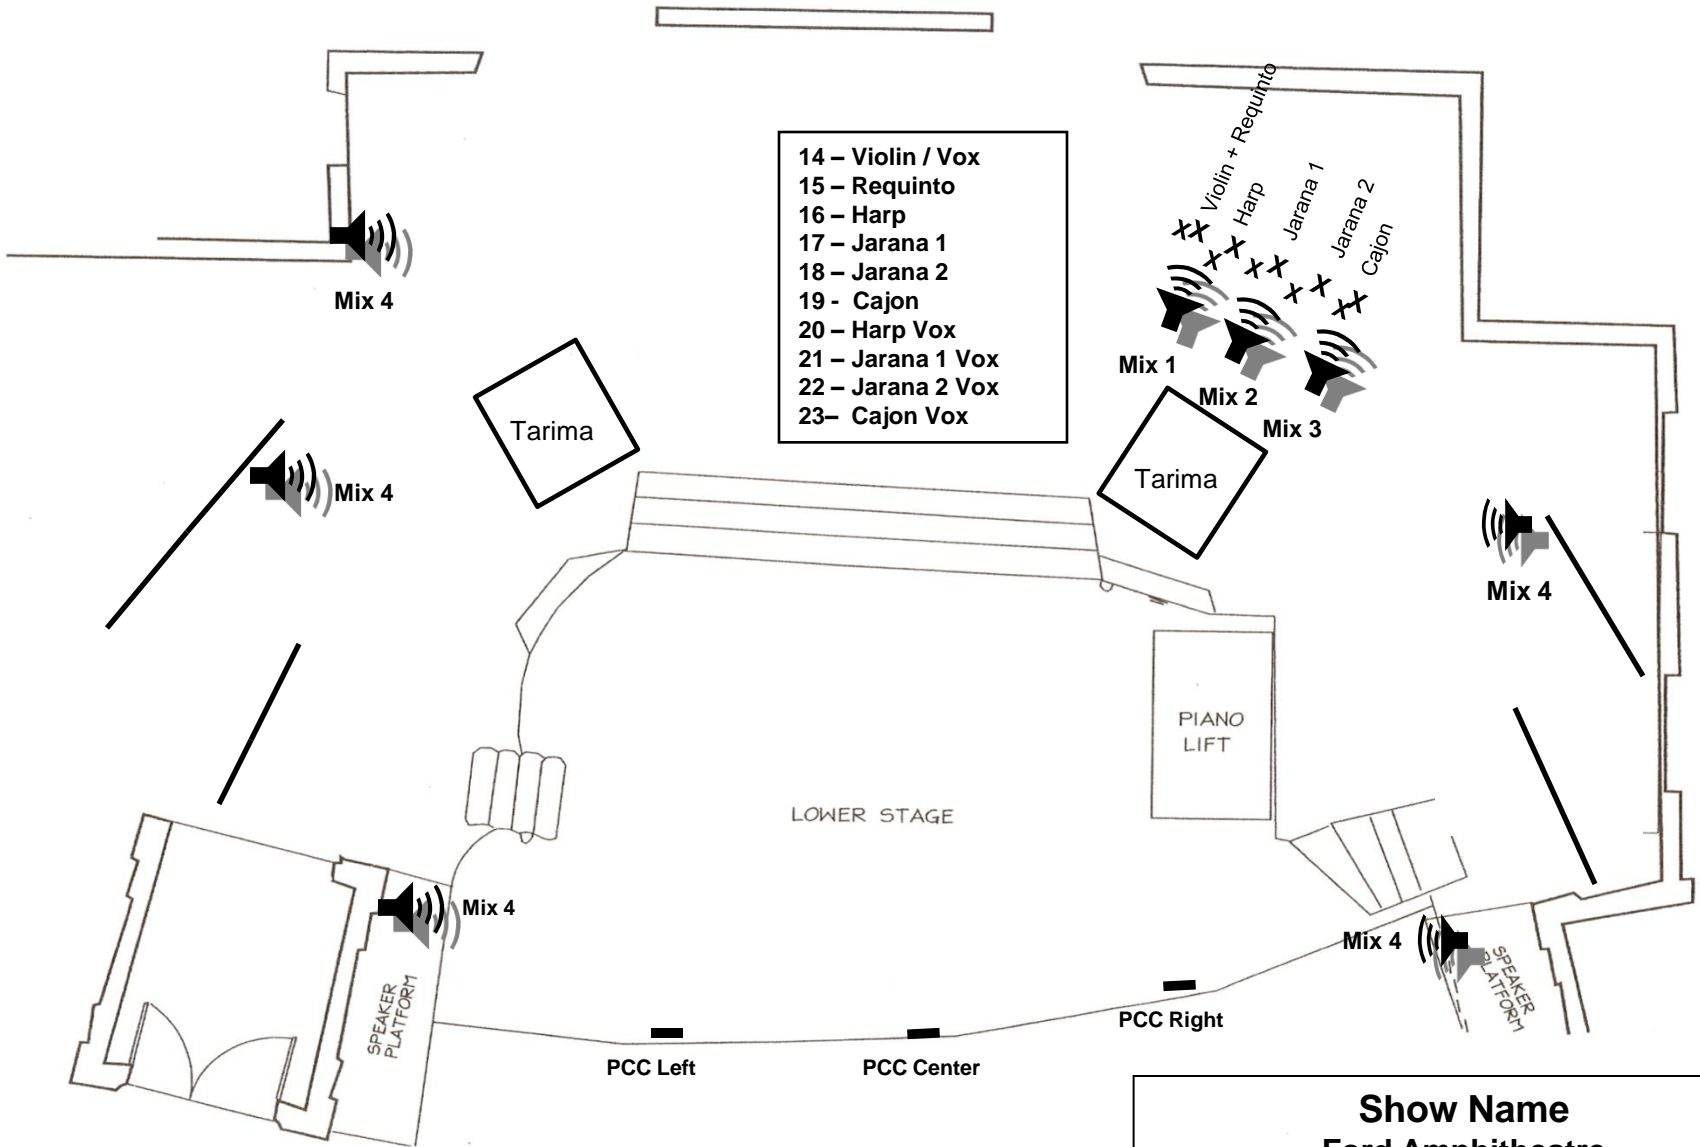 Violin + Requinto
Harp
Jarana 1
Jarana 2
Cajon
14 – Violin / Vox
15 – Requinto
16 – Harp
17 – Jarana 1
18 – Jarana 2
19 -  Cajon
20 – Harp Vox
21 – Jarana 1 Vox
22 – Jarana 2 Vox
23–  Cajon Vox
X X X X X X X X X X X
Mix 4
Mix 1
Mix 2
Mix 3
Tarima
Tarima
Mix 4
Mix 4
PIANO
LIFT
LOWER STAGE
Mix 4
Mix 4
SPEAKER
PLATFORM
SPEAKER
PLATFORM
PCC Left
PCC Center
PCC Right
Show Name
Ford Amphitheatre